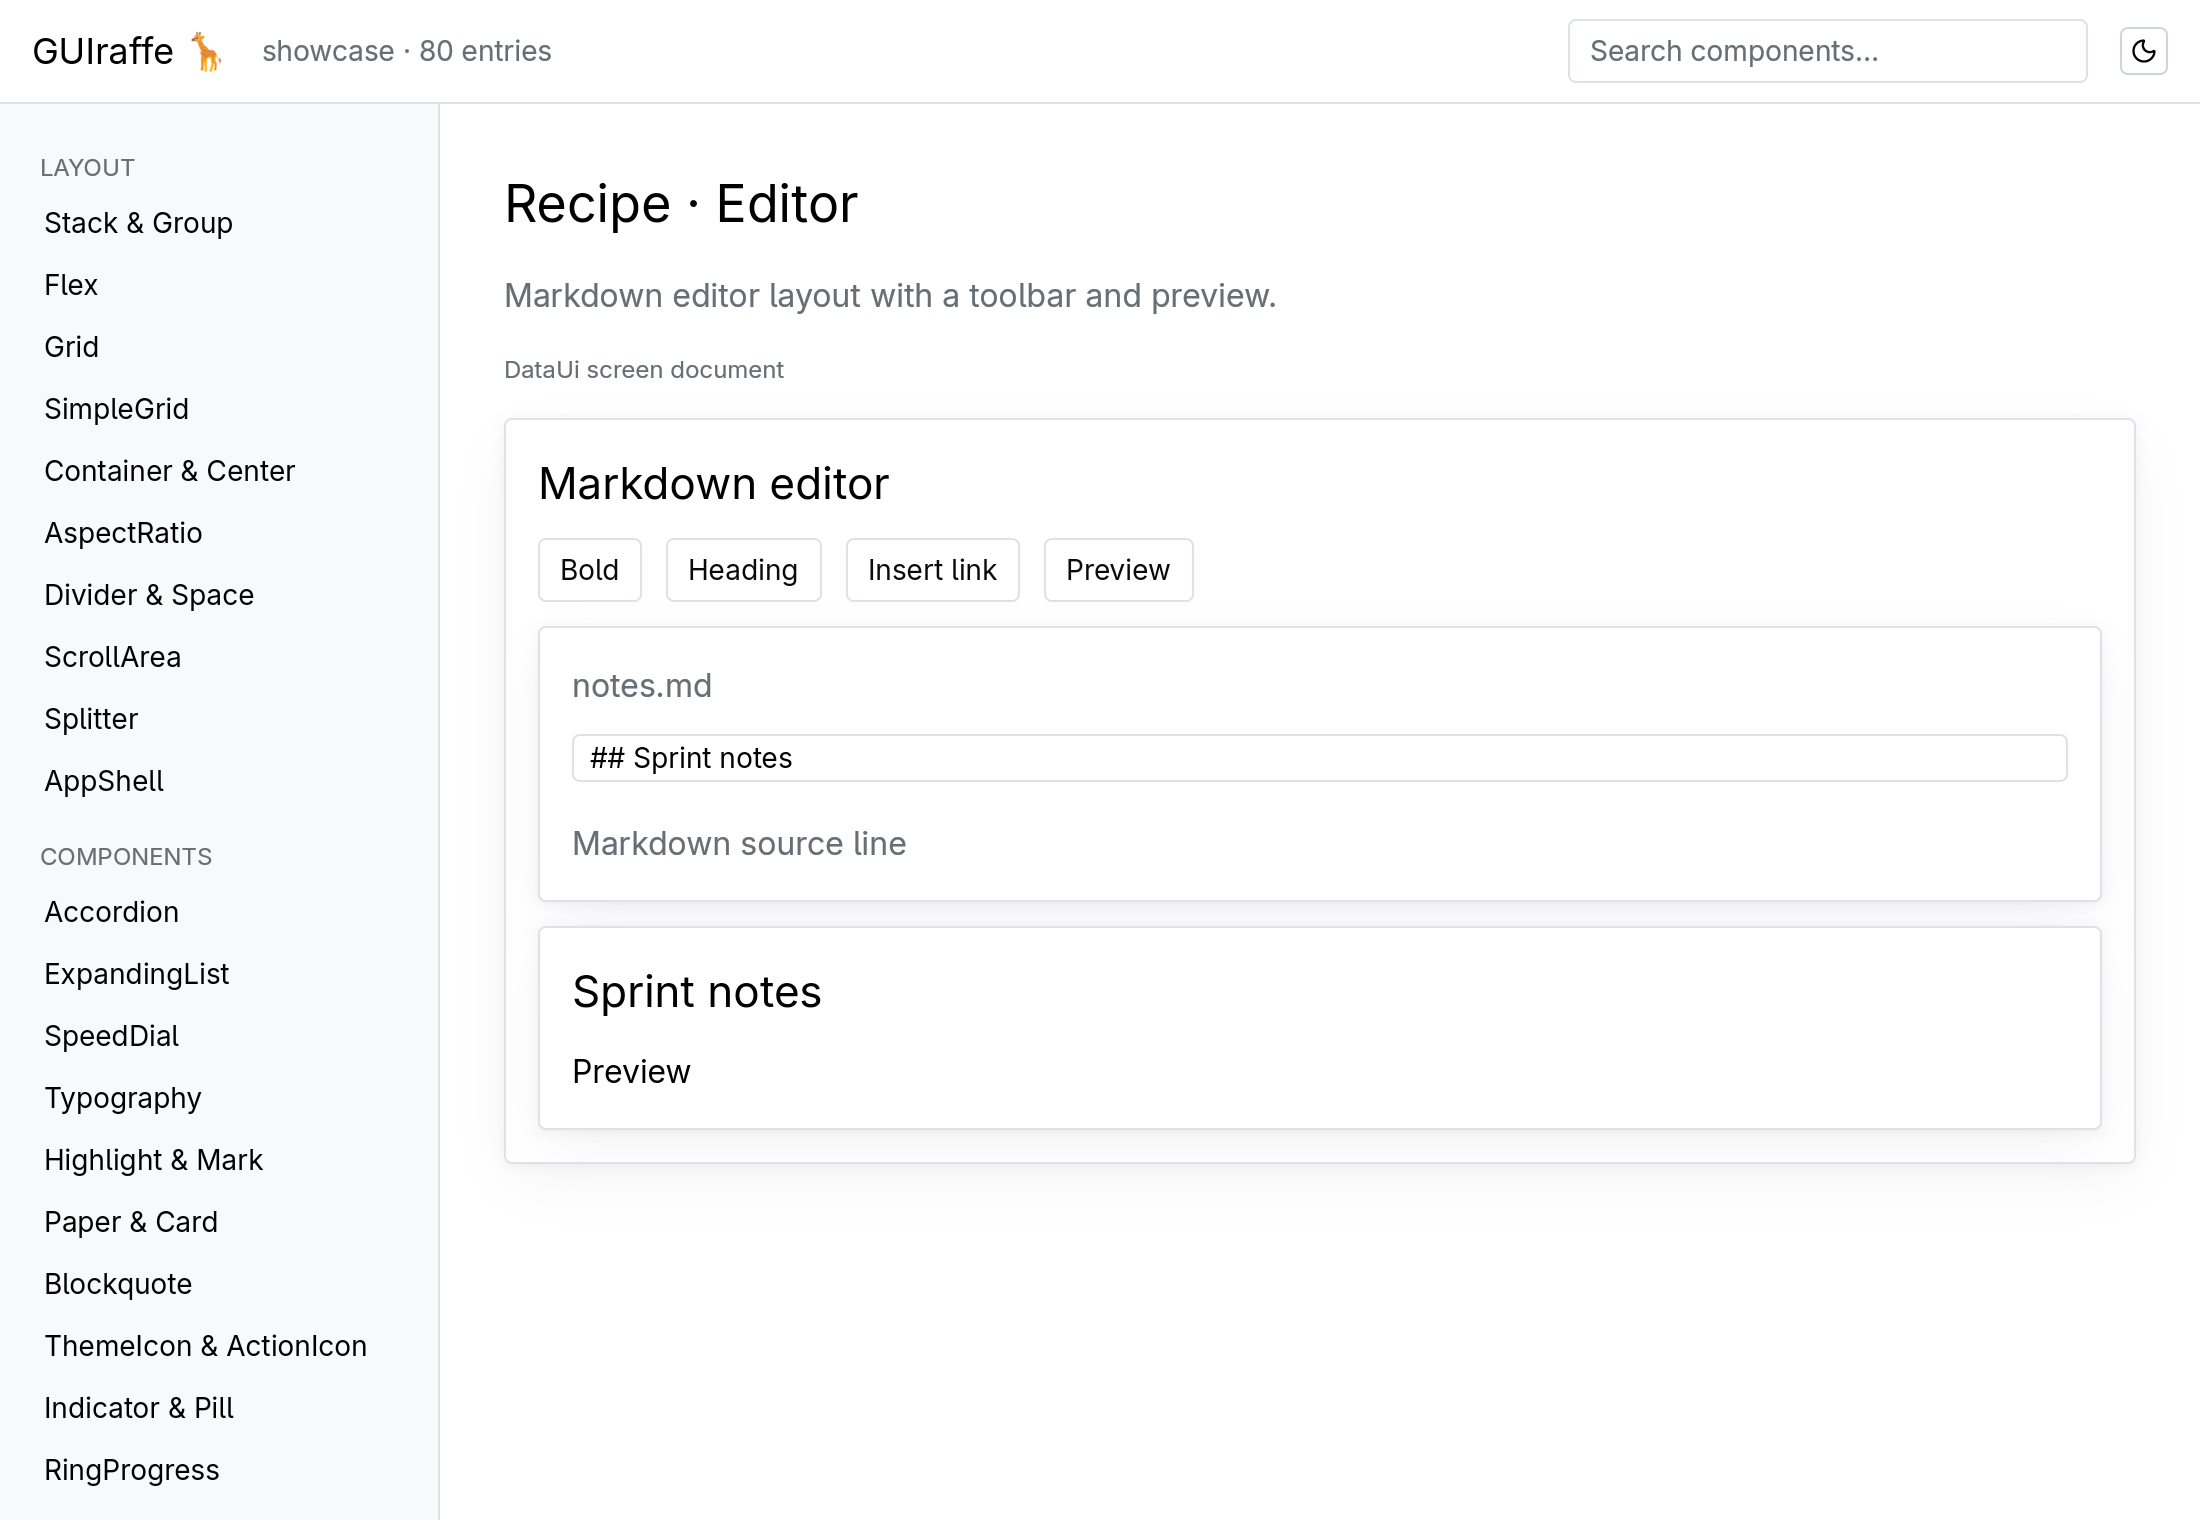 GUIraffe 🦒 showcase · 80 entries
Search components...
LAYOUT
Stack & Group
Flex
Grid
SimpleGrid
Container & Center
AspectRatio
Divider & Space
ScrollArea
Splitter
AppShell
COMPONENTS
Accordion
ExpandingList
SpeedDial
Typography
Highlight & Mark
Paper & Card
Blockquote
ThemeIcon & ActionIcon
Indicator & Pill
RingProgress
Recipe · Editor
Markdown editor layout with a toolbar and preview.
DataUi screen document
Markdown editor
Bold Heading Insert link Preview
notes.md
## Sprint notes
Markdown source line
Sprint notes
Preview